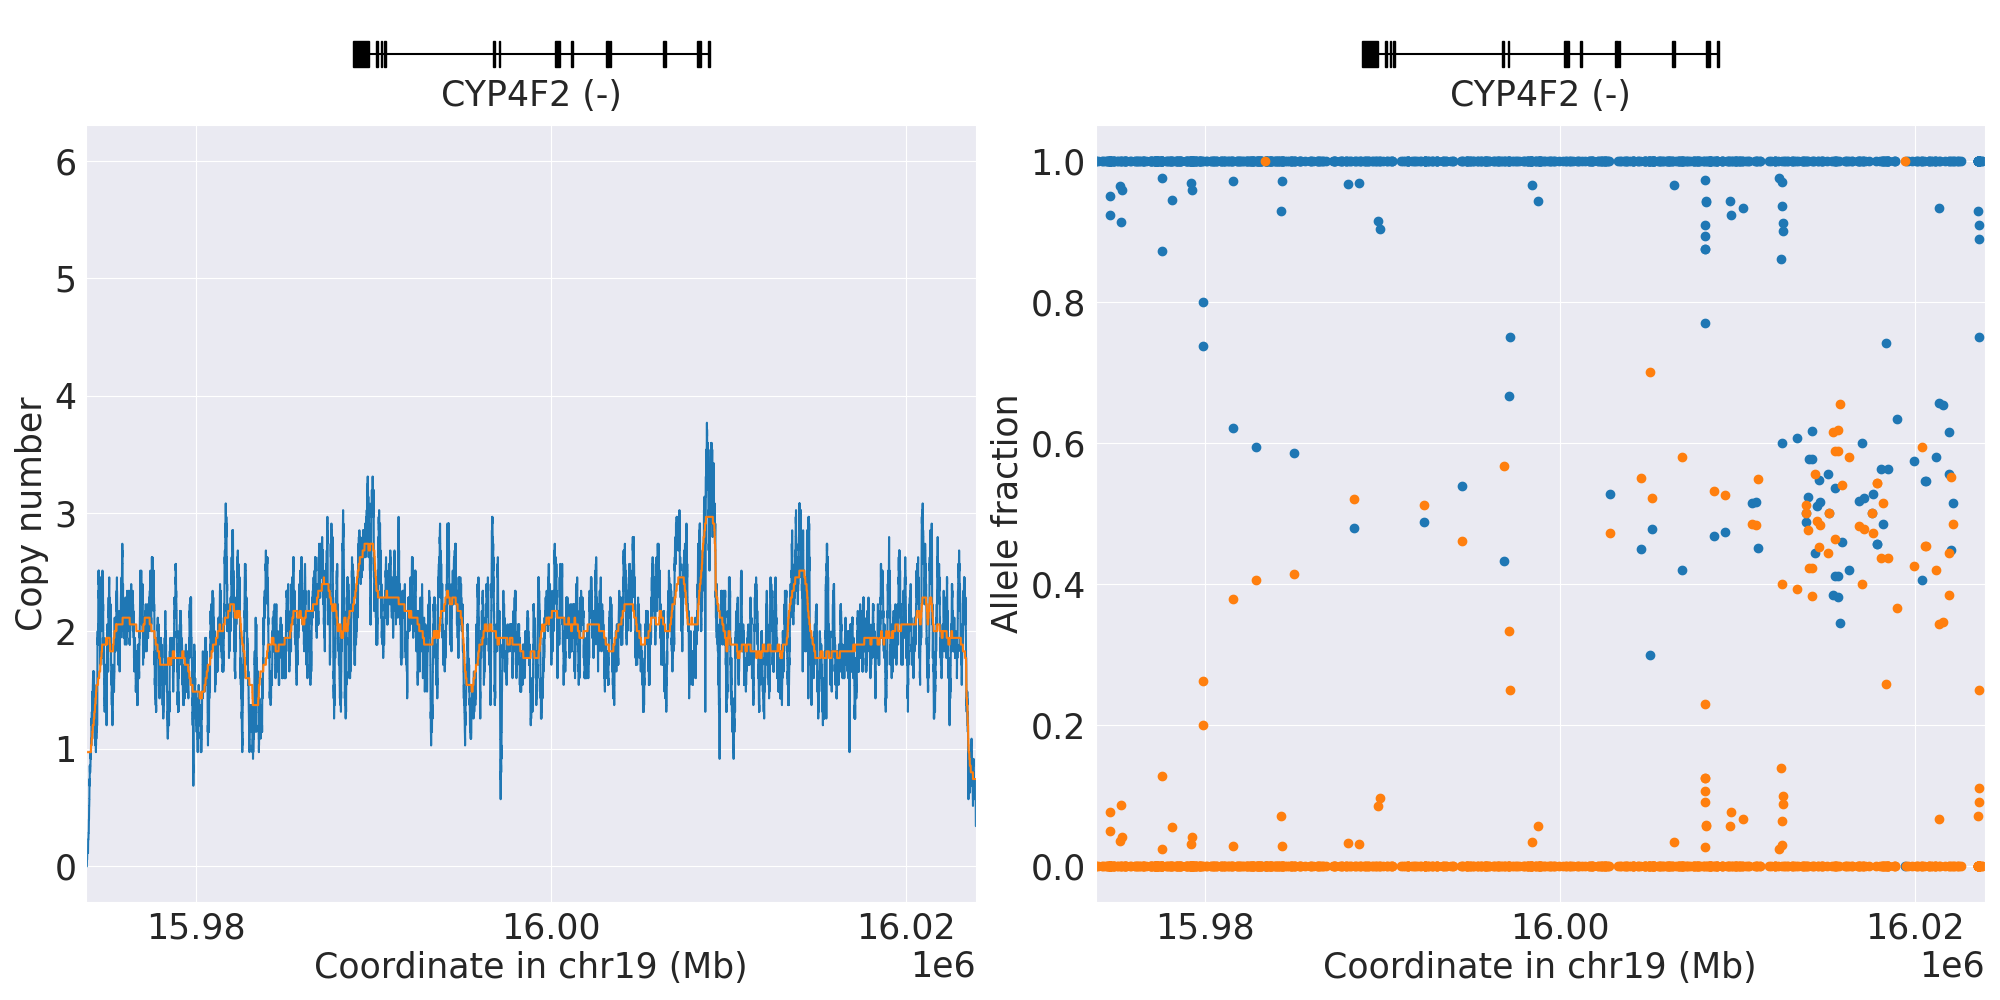 CYP4F2 (-)
6
5
4
3
2
1
0
Copy number
15.98
16.00
16.02
Coordinate in chr19 (Mb)
1e6
CYP4F2 (-)
1.0
0.8
0.6
0.4
0.2
0.0
Allele fraction
15.98
16.00
16.02
Coordinate in chr19 (Mb)
1e6